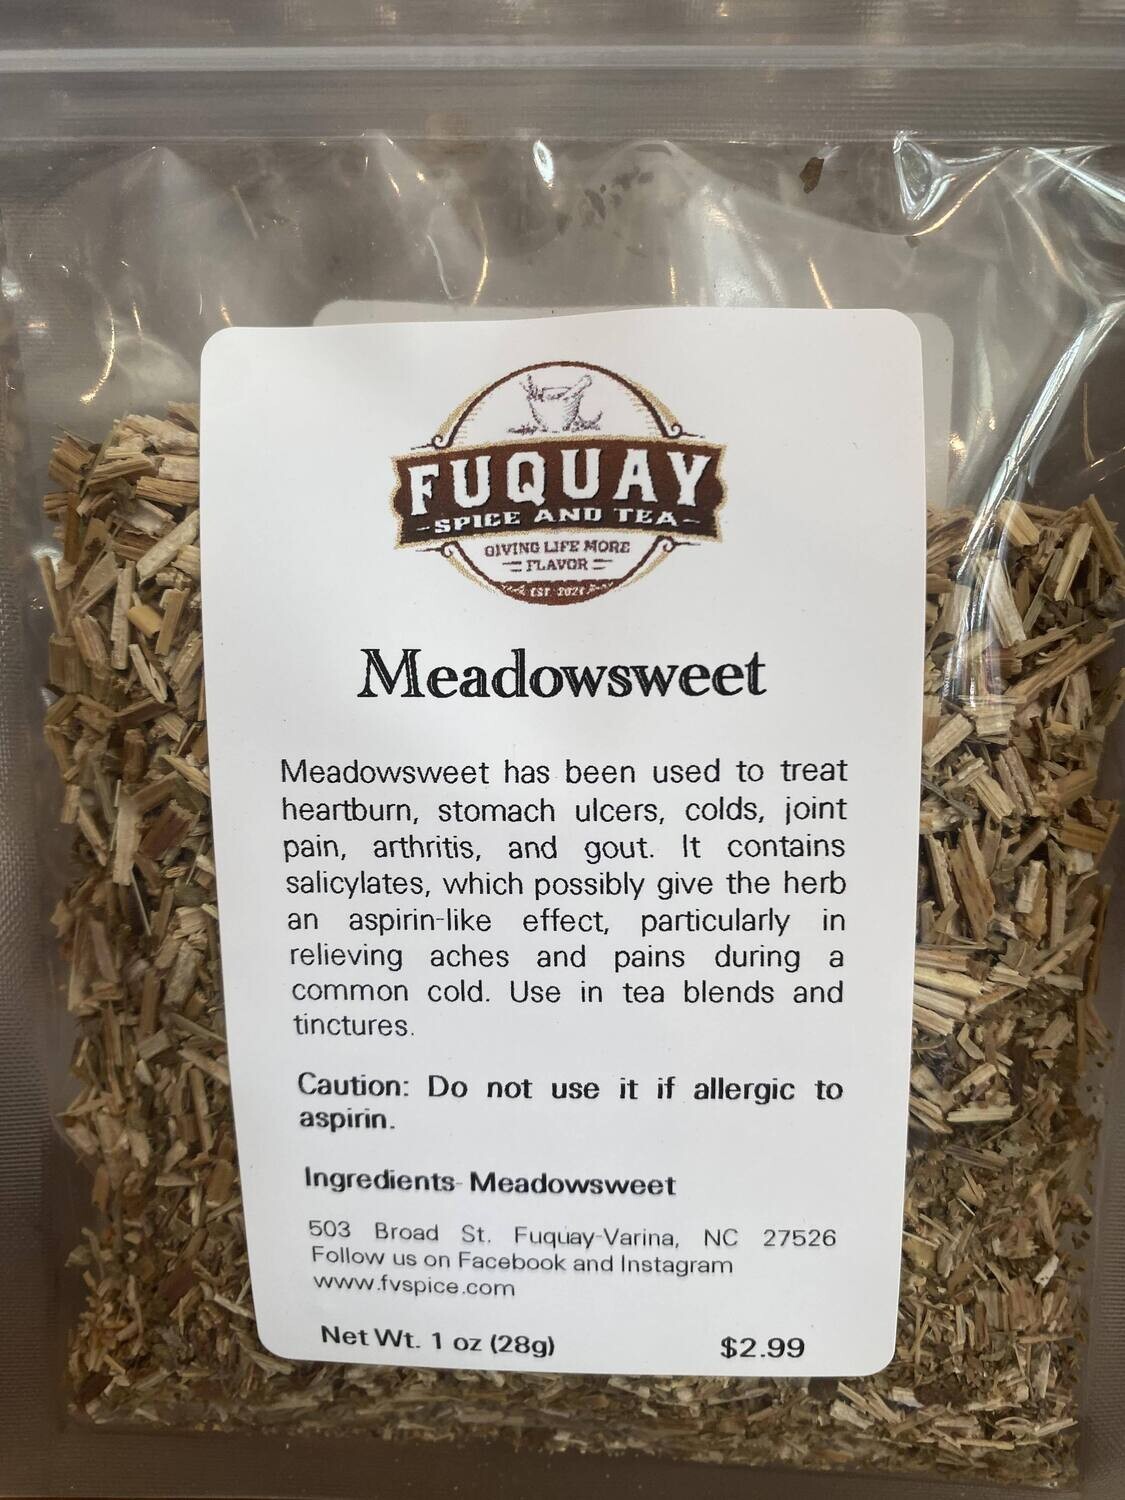 FUQUAY
-SPICE AND TEA-
GIVING LIFE MORE
FLAVOR
EST 2021
Meadowsweet
Meadowsweet has been used to treat
heartburn, stomach ulcers, colds, joint
pain, arthritis, and gout. It contains
salicylates, which possibly give the herb
an aspirin-like effect, particularly in
relieving aches and pains during a
common cold. Use in tea blends and
tinctures.
Caution: Do not use it if allergic to
aspirin.
Ingredients- Meadowsweet
503 Broad St. Fuquay-Varina, NC 27526
Follow us on Facebook and Instagram
www.fvspice.com
Net Wt. 1 oz (28g) $2.99